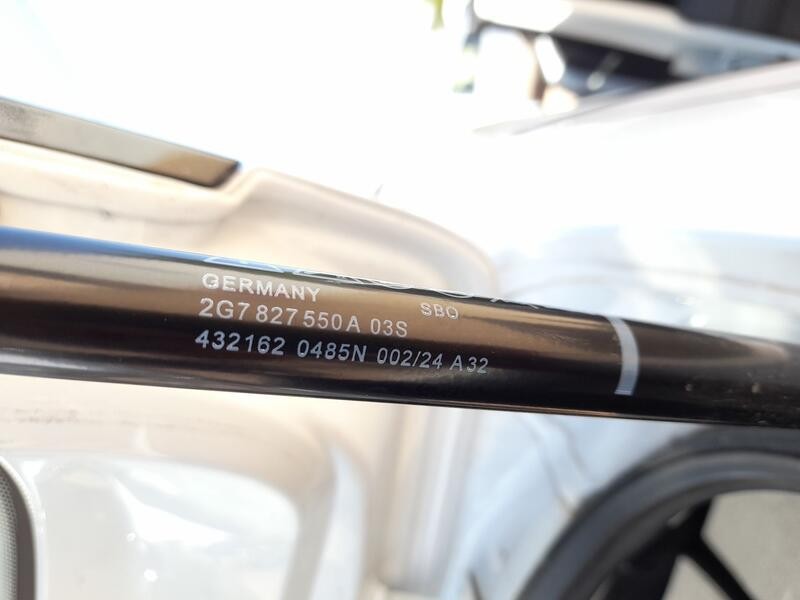 GERMANY
SBO
2G7 827 550 A 03S
432162 0485N 002/24 A32